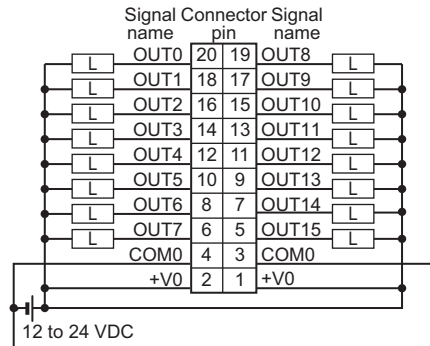 Signal Connector Signal
name pin name
L OUT0 20 19 OUT8 L
L OUT1 18 17 OUT9 L
L OUT2 16 15 OUT10 L
L OUT3 14 13 OUT11 L
L OUT4 12 11 OUT12 L
L OUT5 10 9 OUT13 L
L OUT6 8 7 OUT14 L
L OUT7 6 5 OUT15 L
COM0 4 3 COM0
+V0 2 1 +V0
12 to 24 VDC